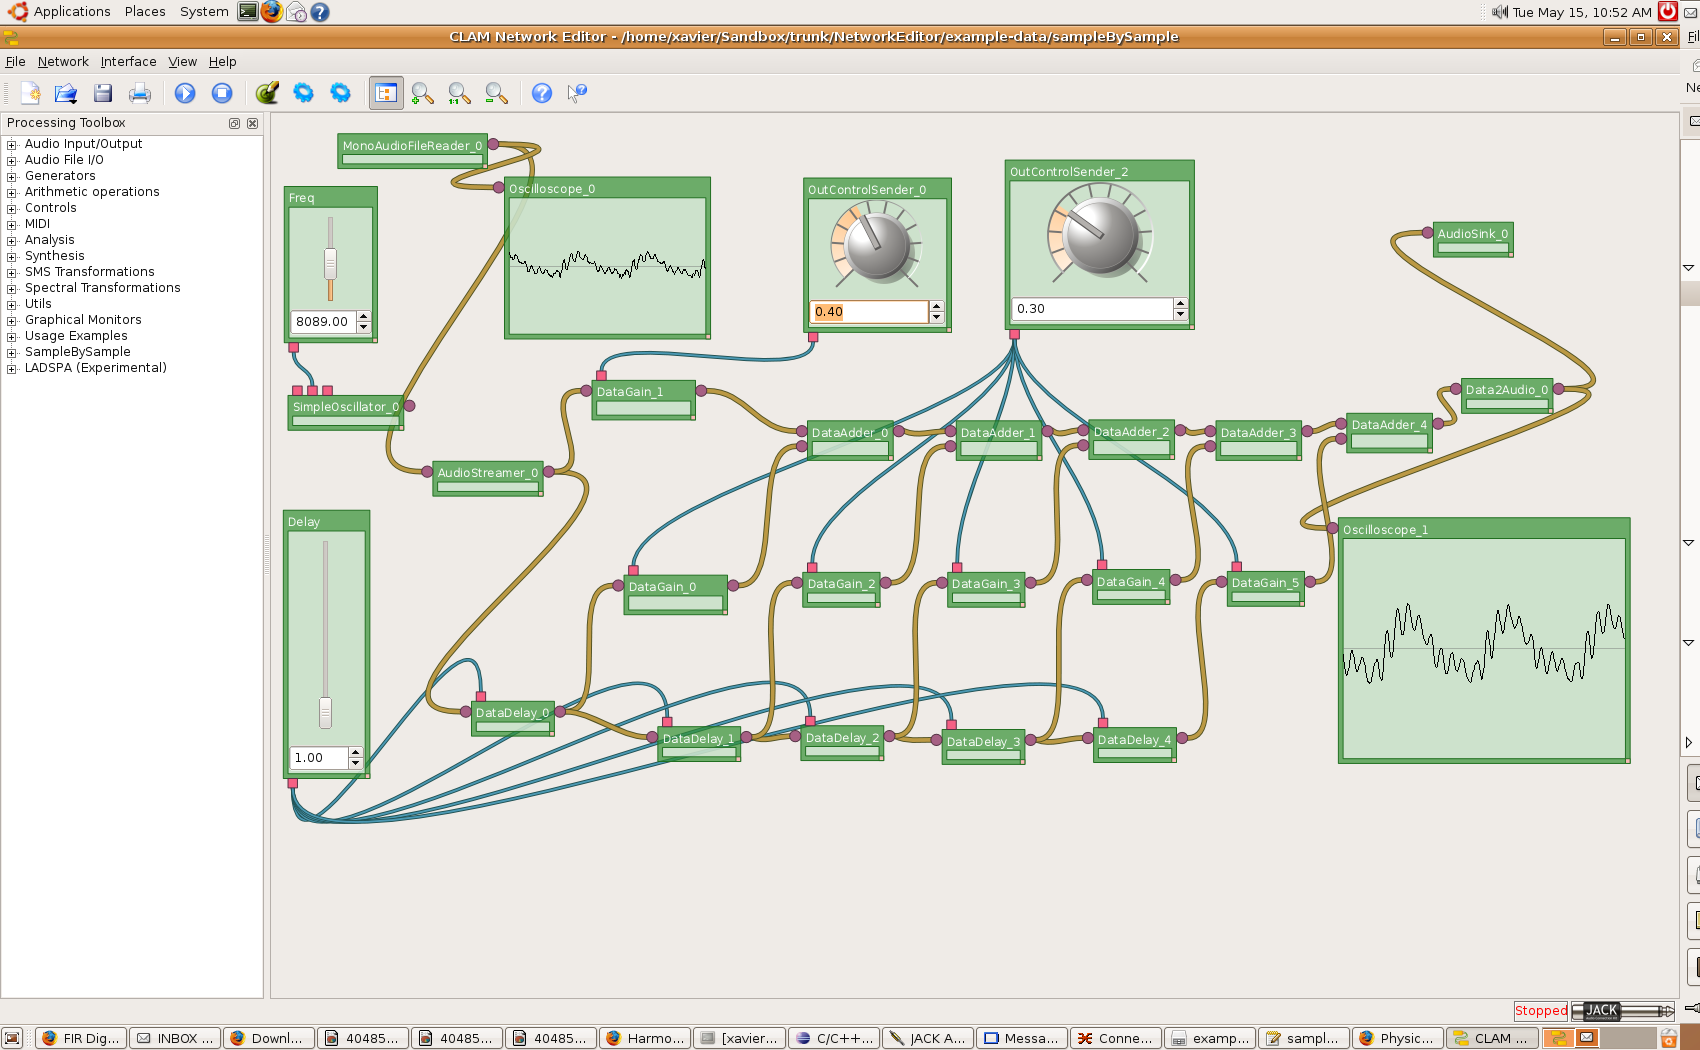 Applications Places System
Tue May 15, 10:52 AM
CLAM Network Editor - /home/xavier/Sandbox/trunk/NetworkEditor/example-data/sampleBySample
File Network Interface View Help
Processing Toolbox
Audio Input/Output
Audio File I/O
Generators
Arithmetic operations
Controls
MIDI
Analysis
Synthesis
SMS Transformations
Spectral Transformations
Utils
Graphical Monitors
Usage Examples
SampleBySample
LADSPA (Experimental)
MonoAudioFileReader_0
Freq
8089.00
Oscilloscope_0
OutControlSender_0
0.40
OutControlSender_2
0.30
AudioSink_0
SimpleOscillator_0
DataGain_1
Data2Audio_0
DataAdder_0
DataAdder_1
DataAdder_2
DataAdder_3
DataAdder_4
AudioStreamer_0
Delay
1.00
Oscilloscope_1
DataGain_0
DataGain_2
DataGain_3
DataGain_4
DataGain_5
DataDelay_0
DataDelay_1
DataDelay_2
DataDelay_3
DataDelay_4
Stopped JACK
FIR Dig... INBOX ... Downl... 40485... 40485... 40485... Harmo... [xavier... C/C++... JACK A... Messa... Conne... examp... sampl... Physic... CLAM ...